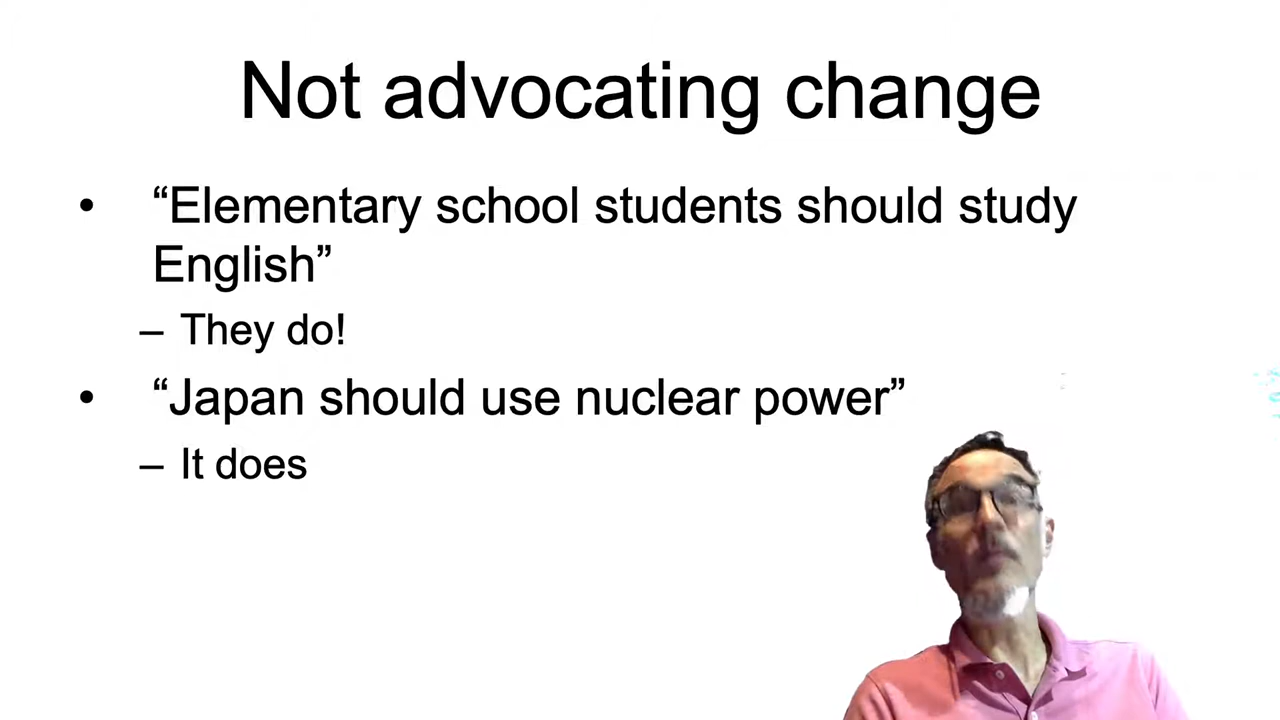 Not advocating change
• “Elementary school students should study
English”
– They do!
• “Japan should use nuclear power”
– It does